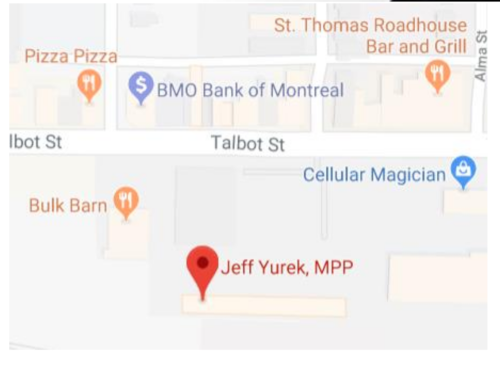 St. Thomas Roadhouse
Bar and Grill
Alma St
Pizza Pizza
$
BMO Bank of Montreal
lbot St
Talbot St
Cellular Magician
Bulk Barn
Jeff Yurek, MPP